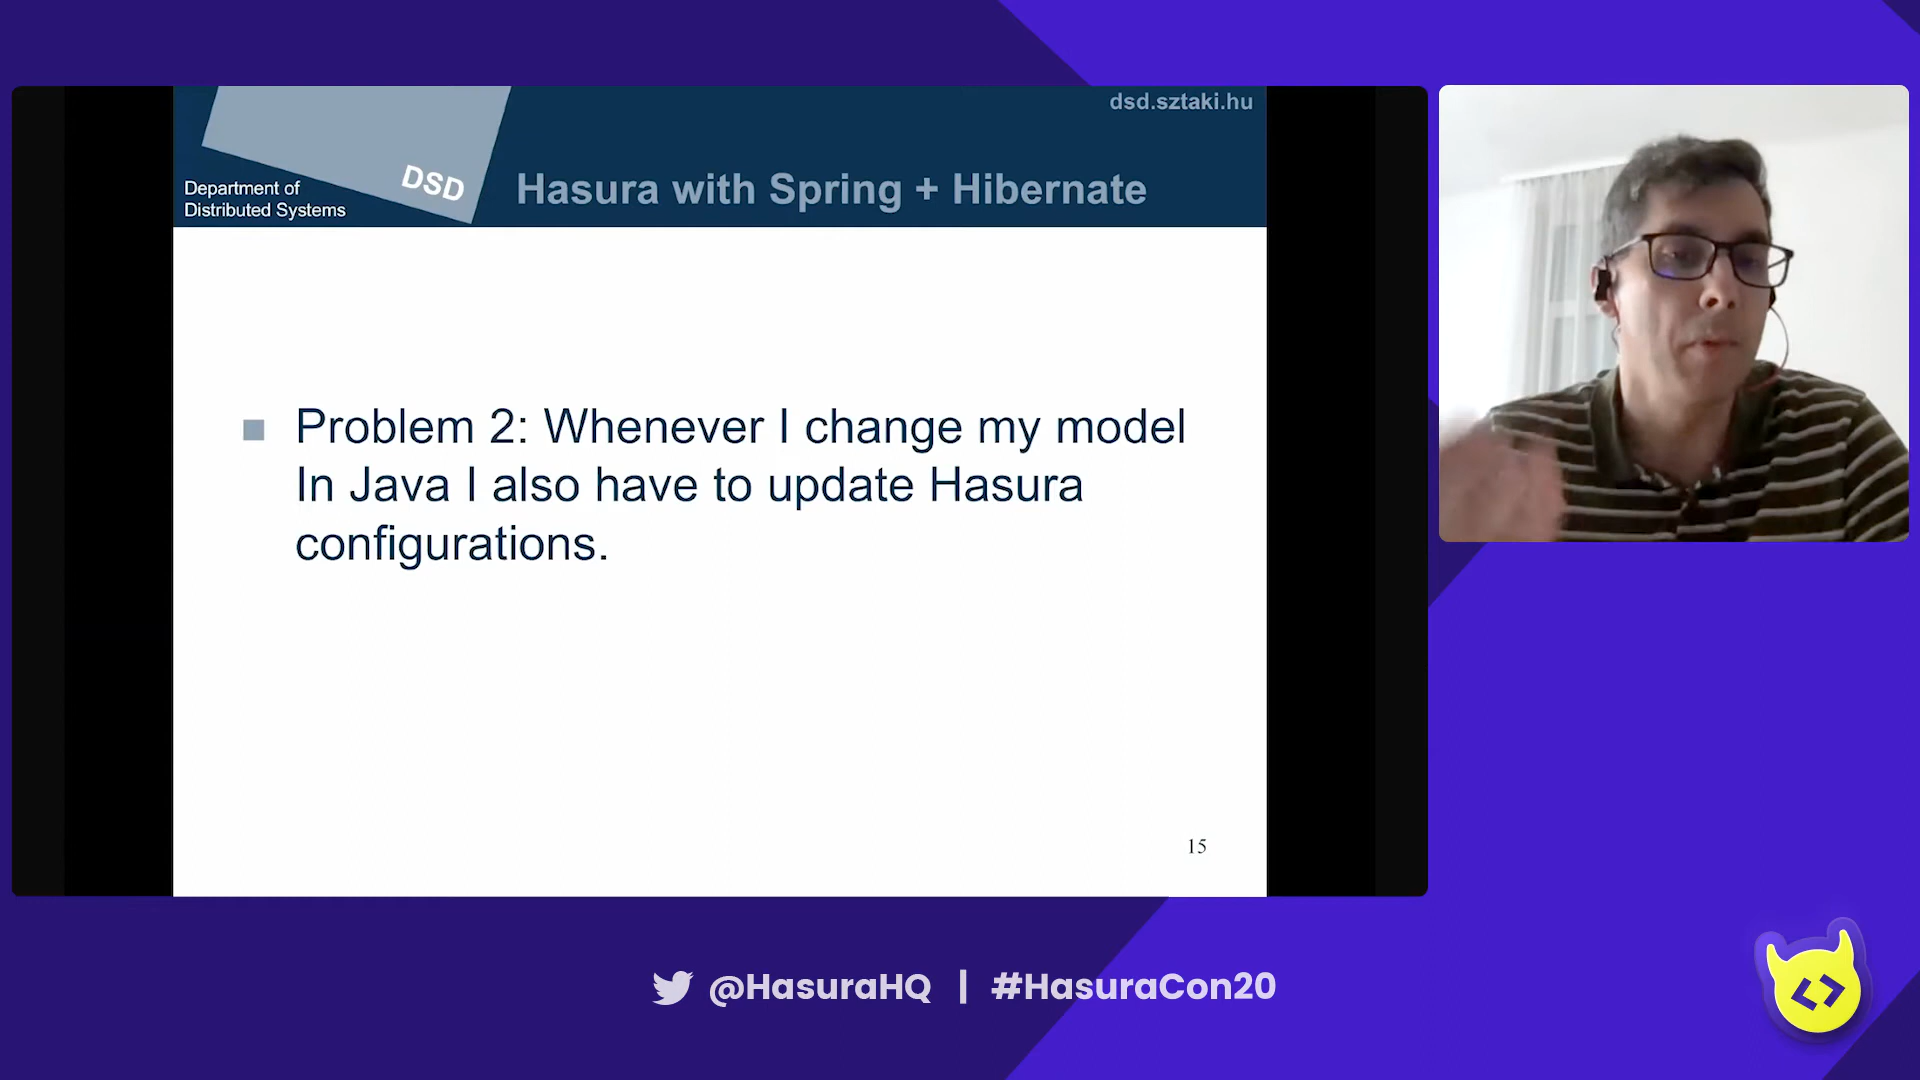 dsd.sztaki.hu
DSD
Department of
Distributed Systems
Hasura with Spring + Hibernate
Problem 2: Whenever I change my model
In Java I also have to update Hasura
configurations.
15
@HasuraHQ | #HasuraCon20